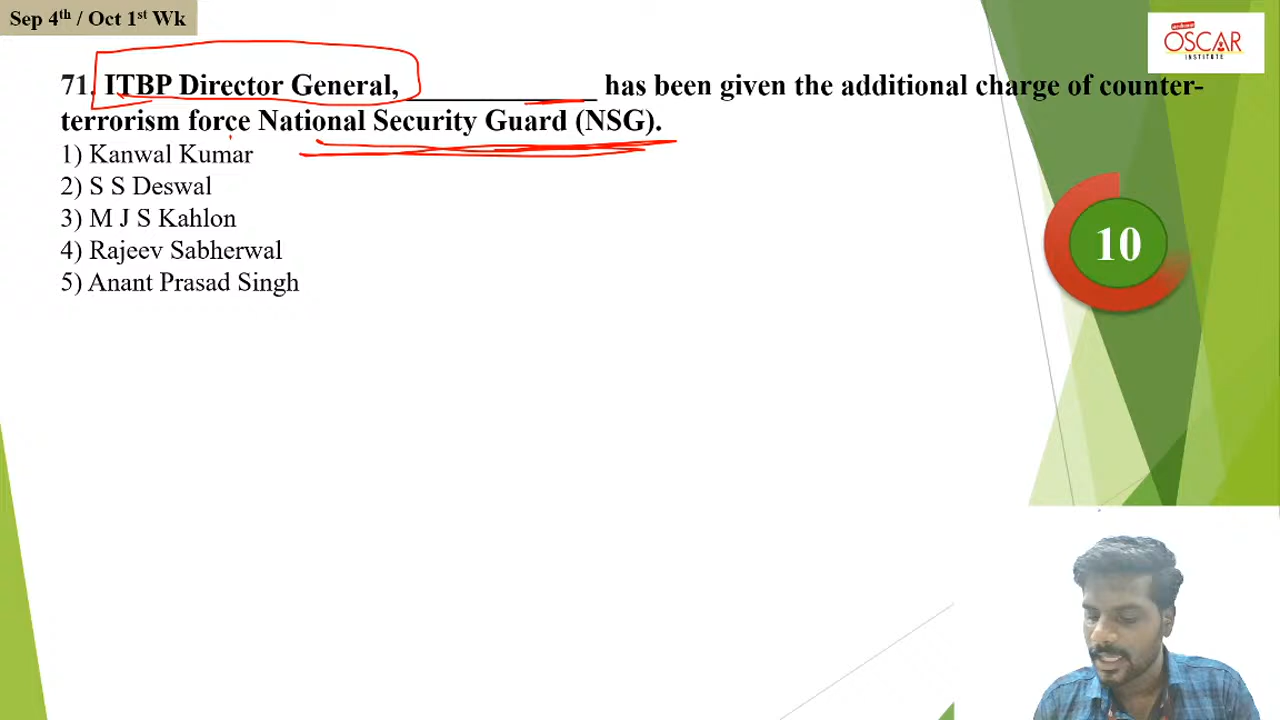 Sep 4th / Oct 1st Wk
OSCAR
INSTITUTE
71. ITBP Director General, ______________ has been given the additional charge of counter-
terrorism force National Security Guard (NSG).
1) Kanwal Kumar
2) S S Deswal
3) M J S Kahlon
4) Rajeev Sabherwal
5) Anant Prasad Singh
10